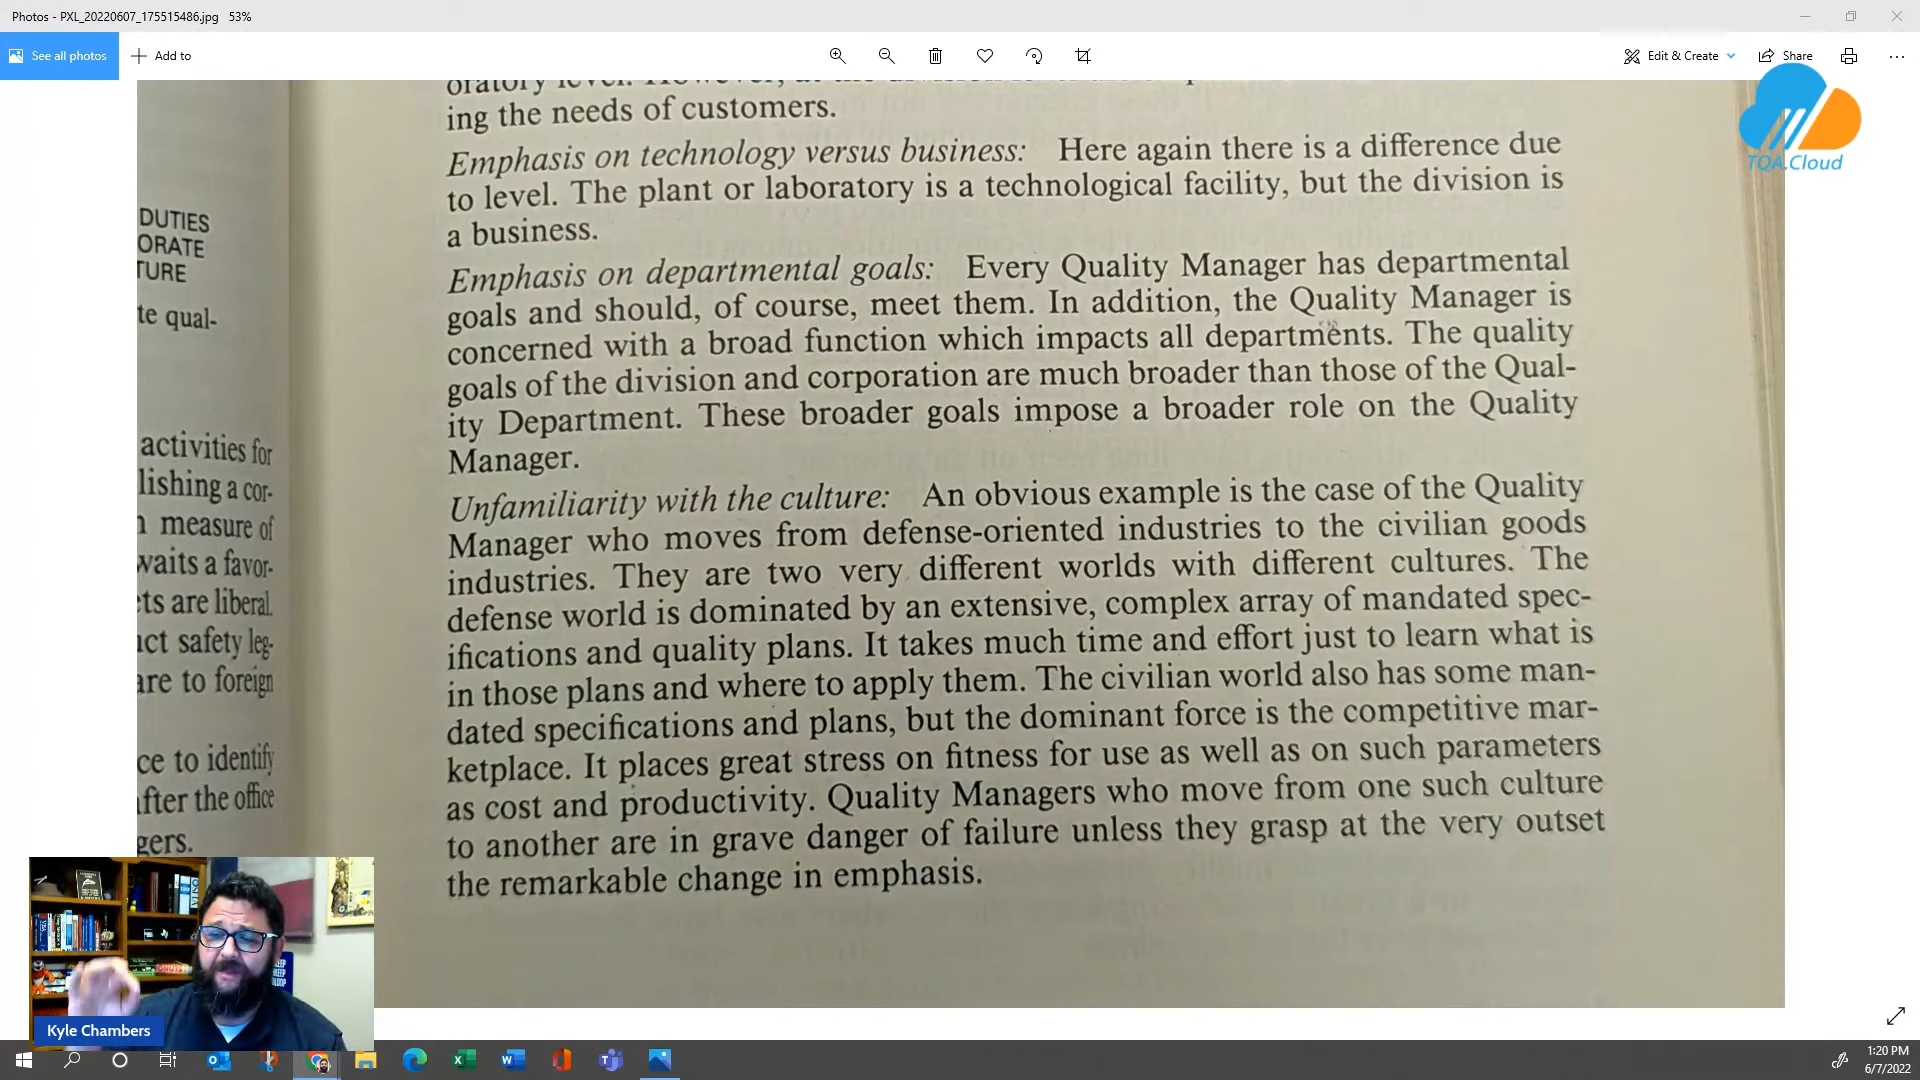 Photos - PXL_20220607_175515486.jpg 53%
See all photos
Add to
Edit & Create
Share
TQA.Cloud
ing the needs of customers.
Emphasis on technology versus business: Here again there is a difference due
to level. The plant or laboratory is a technological facility, but the division is
a business.
Emphasis on departmental goals: Every Quality Manager has departmental
goals and should, of course, meet them. In addition, the Quality Manager is
concerned with a broad function which impacts all departments. The quality
goals of the division and corporation are much broader than those of the Qual-
ity Department. These broader goals impose a broader role on the Quality
Manager.
Unfamiliarity with the culture: An obvious example is the case of the Quality
Manager who moves from defense-oriented industries to the civilian goods
industries. They are two very different worlds with different cultures. The
defense world is dominated by an extensive, complex array of mandated spec-
ifications and quality plans. It takes much time and effort just to learn what is
in those plans and where to apply them. The civilian world also has some man-
dated specifications and plans, but the dominant force is the competitive mar-
ketplace. It places great stress on fitness for use as well as on such parameters
as cost and productivity. Quality Managers who move from one such culture
to another are in grave danger of failure unless they grasp at the very outset
the remarkable change in emphasis.
DUTIES
ORATE
TURE
te qual-
activities for
lishing a cor-
measure of
waits a favor-
ts are liberal.
ct safety leg-
are to foreign
ce to identify
fter the office
gers.
Kyle Chambers
1:20 PM
6/7/2022